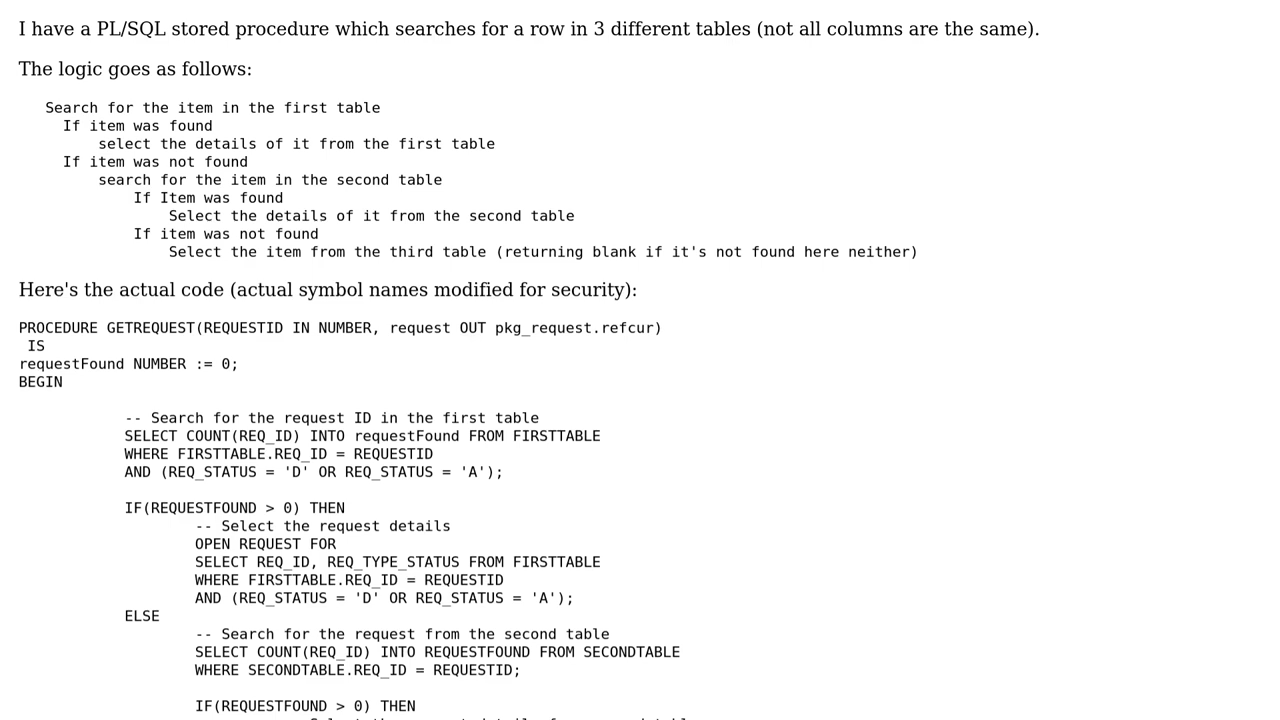 I have a PL/SQL stored procedure which searches for a row in 3 different tables (not all columns are the same).
The logic goes as follows:
Search for the item in the first table
If item was found
select the details of it from the first table
If item was not found
search for the item in the second table
If Item was found
Select the details of it from the second table
If item was not found
Select the item from the third table (returning blank if it's not found here neither)
Here's the actual code (actual symbol names modified for security):
PROCEDURE GETREQUEST(REQUESTID IN NUMBER, request OUT pkg_request.refcur)
IS
requestFound NUMBER := 0;
BEGIN
-- Search for the request ID in the first table
SELECT COUNT(REQ_ID) INTO requestFound FROM FIRSTTABLE
WHERE FIRSTTABLE.REQ_ID = REQUESTID
AND (REQ_STATUS = 'D' OR REQ_STATUS = 'A');
IF(REQUESTFOUND > 0) THEN
-- Select the request details
OPEN REQUEST FOR
SELECT REQ_ID, REQ_TYPE_STATUS FROM FIRSTTABLE
WHERE FIRSTTABLE.REQ_ID = REQUESTID
AND (REQ_STATUS = 'D' OR REQ_STATUS = 'A');
ELSE
-- Search for the request from the second table
SELECT COUNT(REQ_ID) INTO REQUESTFOUND FROM SECONDTABLE
WHERE SECONDTABLE.REQ_ID = REQUESTID;
IF(REQUESTFOUND > 0) THEN